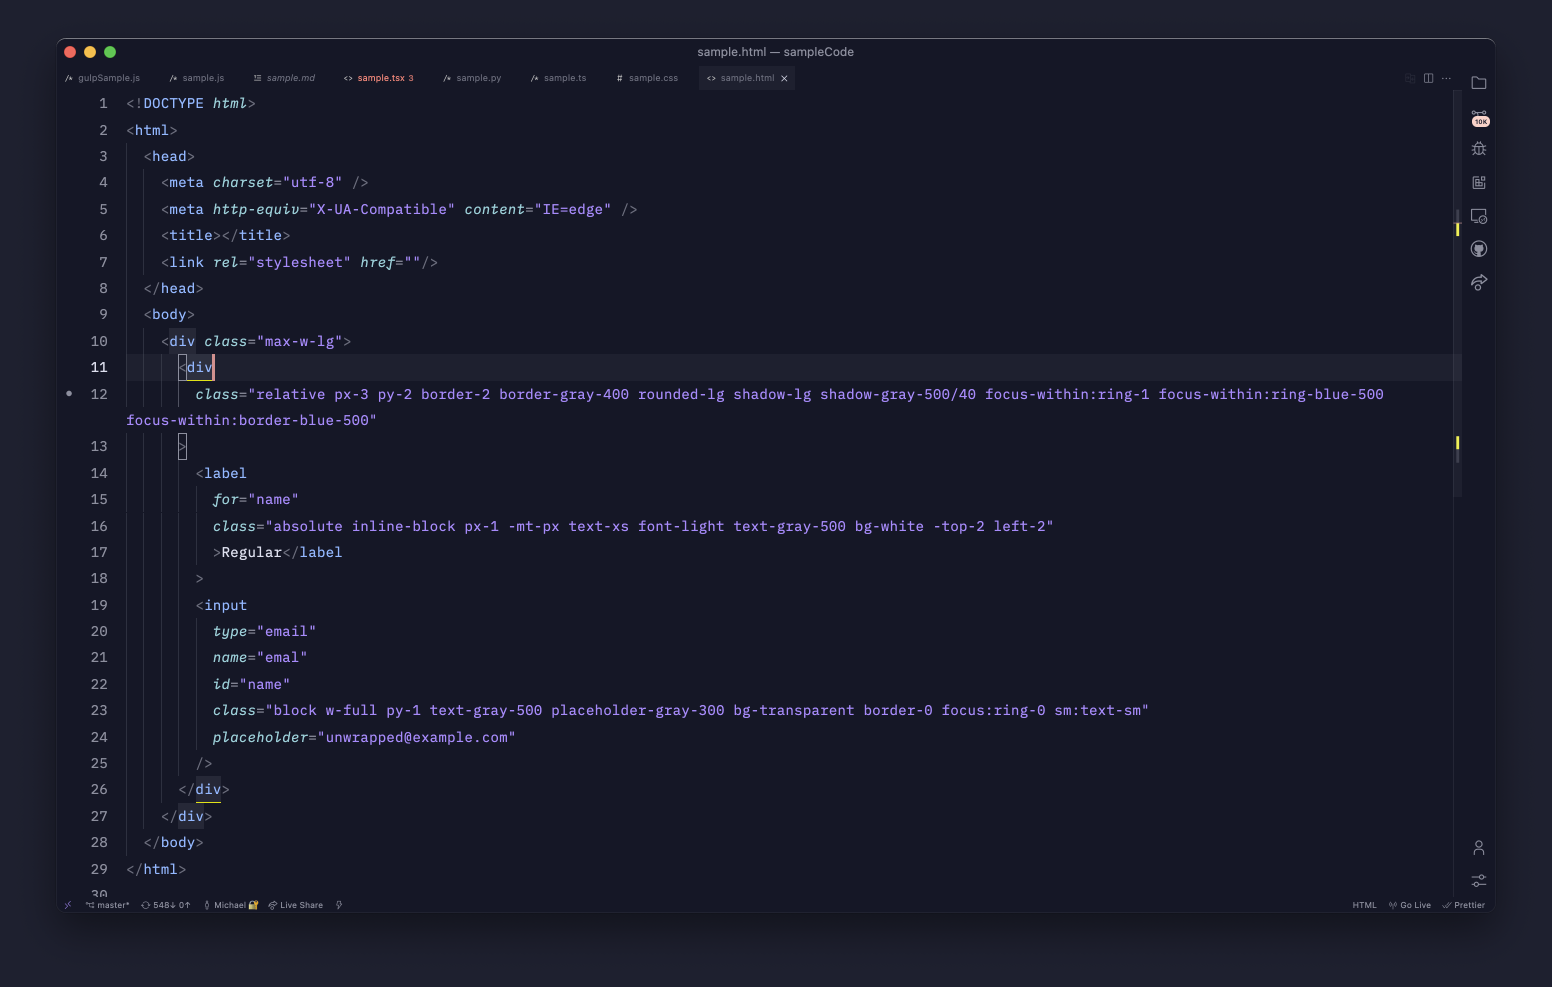 sample.html — sampleCode
gulpSample.js sample.js sample.md <> sample.tsx 3 sample.py sample.ts # sample.css <> sample.html ×
10K
1 <!DOCTYPE html>
2 <html>
3 <head>
4 <meta charset="utf-8" />
5 <meta http-equiv="X-UA-Compatible" content="IE=edge" />
6 <title></title>
7 <link rel="stylesheet" href=""/>
8 </head>
9 <body>
10 <div class="max-w-lg">
11 <div
12 class="relative px-3 py-2 border-2 border-gray-400 rounded-lg shadow-lg shadow-gray-500/40 focus-within:ring-1 focus-within:ring-blue-500
focus-within:border-blue-500"
13 >
14 <label
15 for="name"
16 class="absolute inline-block px-1 -mt-px text-xs font-light text-gray-500 bg-white -top-2 left-2"
17 >Regular</label
18 >
19 <input
20 type="email"
21 name="emal"
22 id="name"
23 class="block w-full py-1 text-gray-500 placeholder-gray-300 bg-transparent border-0 focus:ring-0 sm:text-sm"
24 placeholder="unwrapped@example.com"
25 />
26 </div>
27 </div>
28 </body>
29 </html>
30
master* 548↓ 0↑ Michael 🔐 Live Share HTML Go Live Prettier